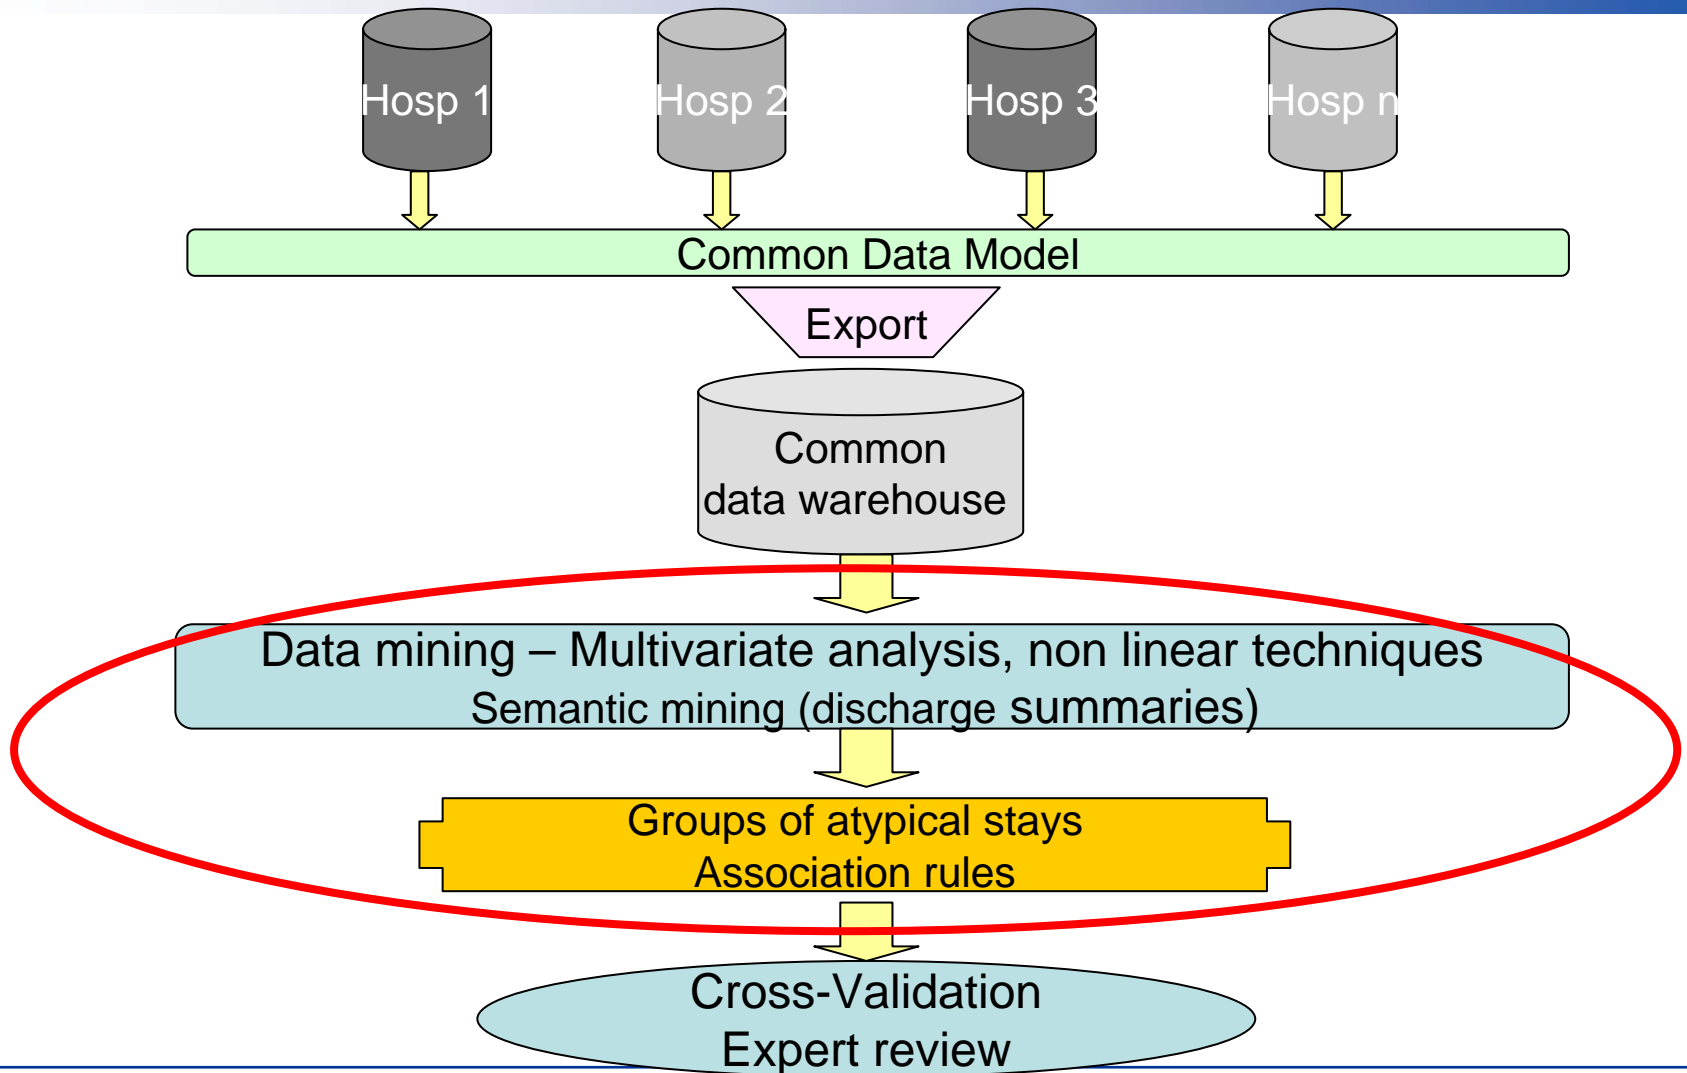 Hosp 1 Hosp 2 Hosp 3 Hosp n
Common Data Model
Export
Common
data warehouse
Data mining – Multivariate analysis, non linear techniques
Semantic mining (discharge summaries)
Groups of atypical stays
Association rules
Cross-Validation
Expert review